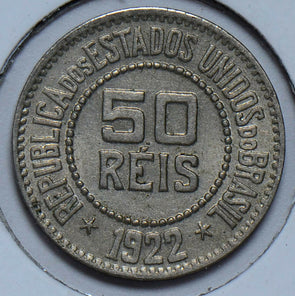 REPUBLICA DOS ESTADOS UNIDOS DO BRASIL
50
RÉIS
1922